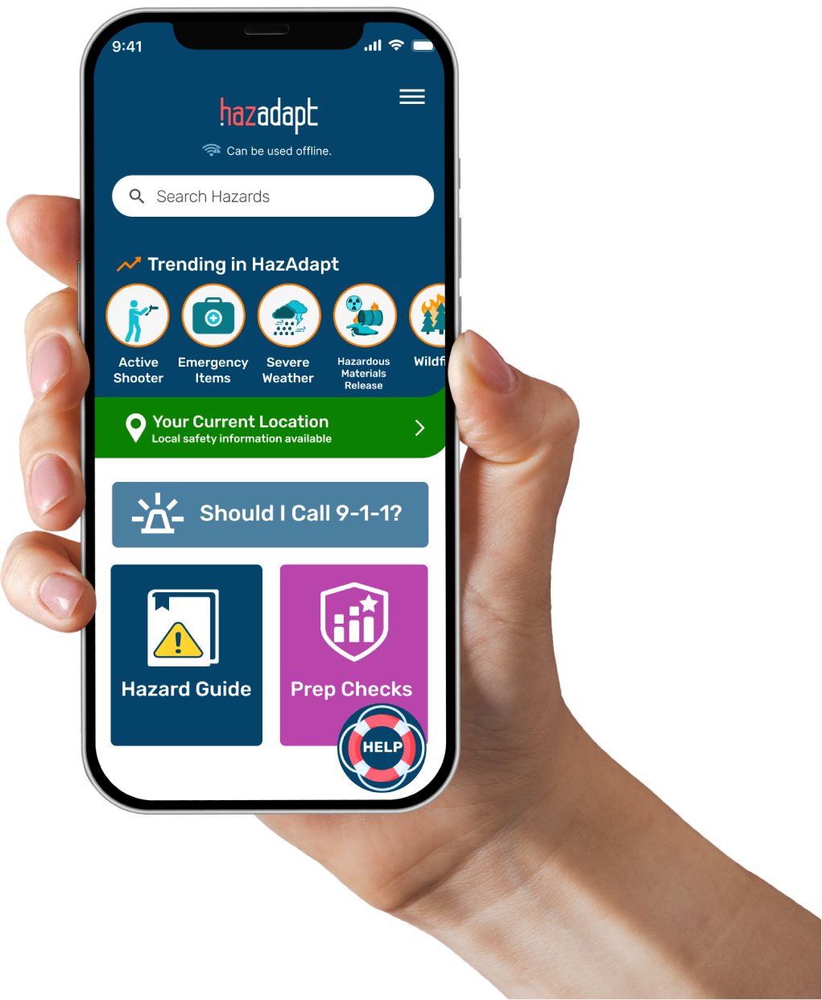 9:41
hazadapt
Can be used offline.
Search Hazards
Trending in HazAdapt
Active
Shooter
Emergency
Items
Severe
Weather
Hazardous
Materials
Release
Wildfi
Your Current Location
Local safety information available
Should I Call 9-1-1?
Hazard Guide
Prep Checks
HELP